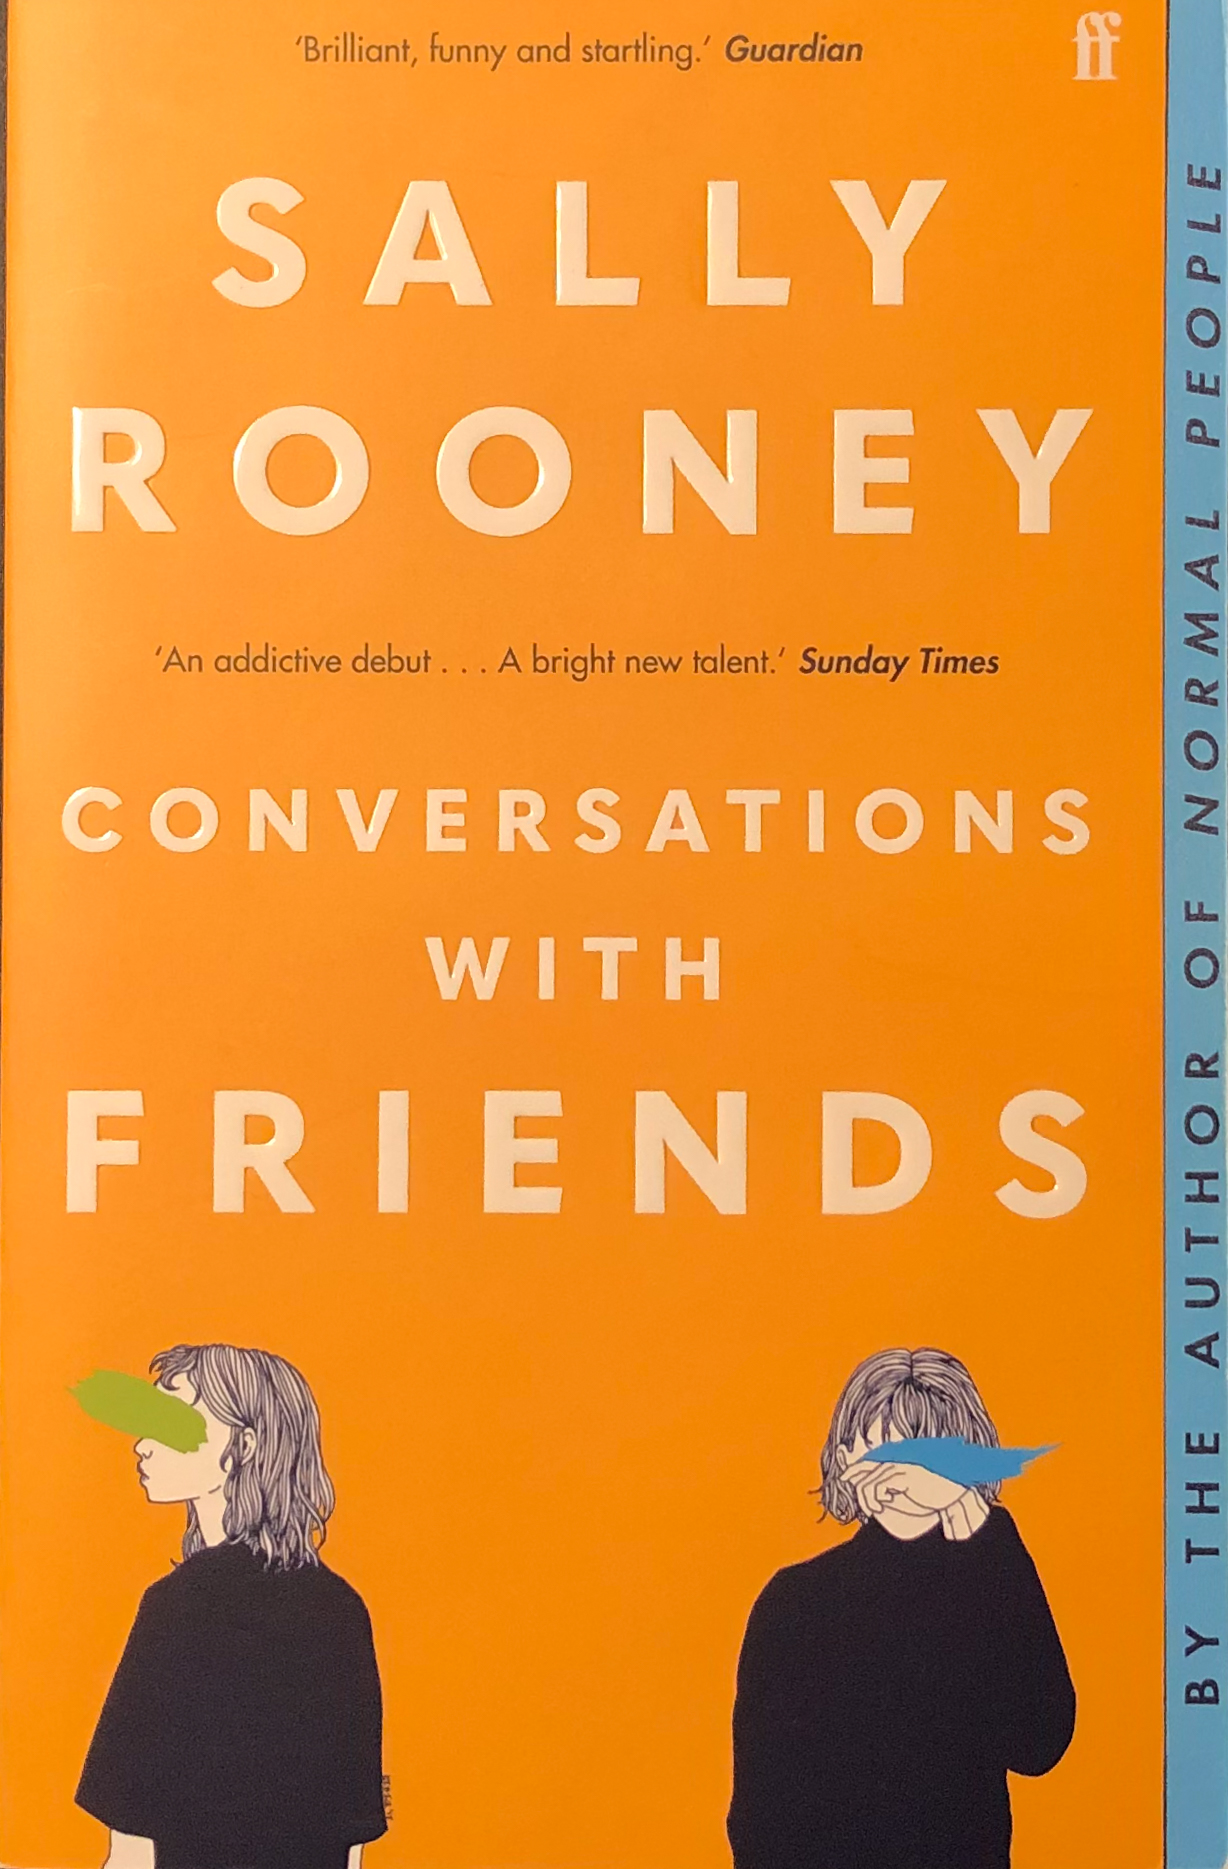 ‘Brilliant, funny and startling.’ Guardian
ff
SALLY
ROONEY
‘An addictive debut . . . A bright new talent.’ Sunday Times
CONVERSATIONS
WITH
FRIENDS
BY THE AUTHOR OF NORMAL PEOPLE